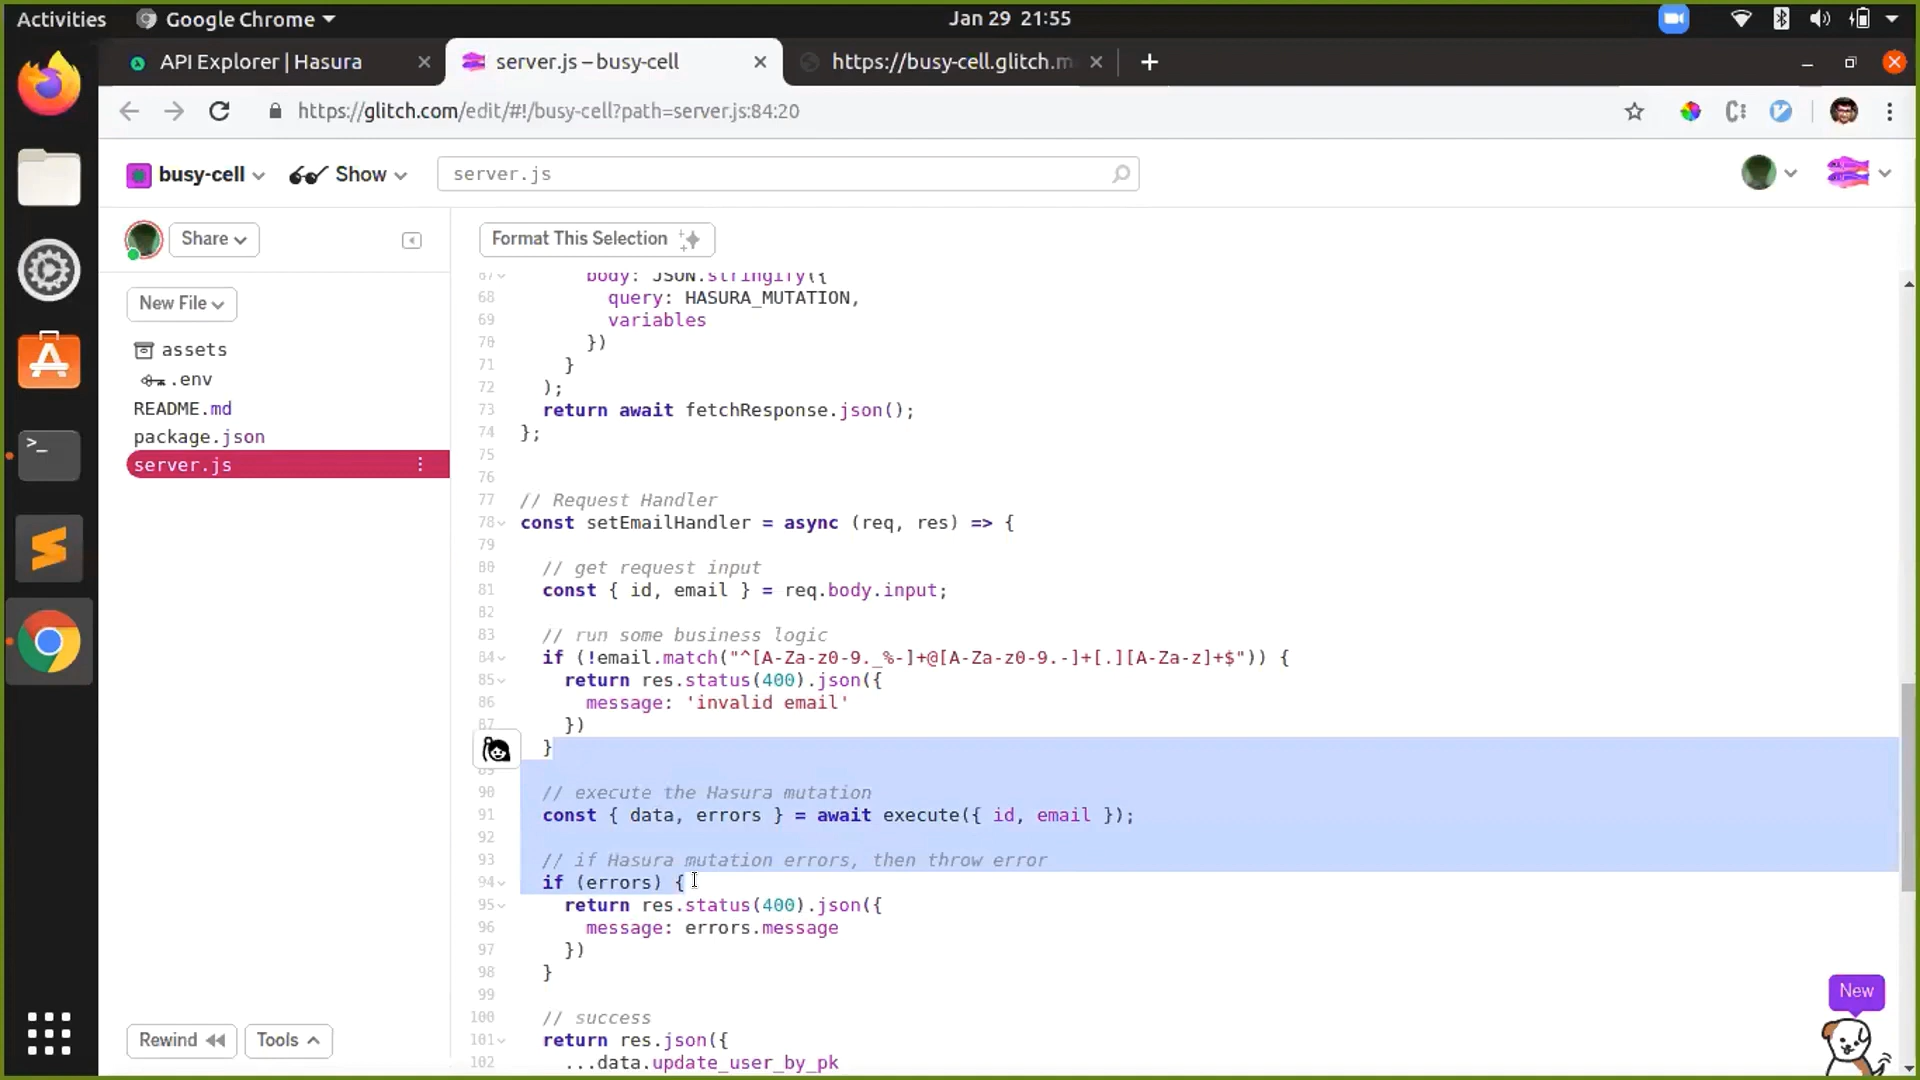 Activities
Google Chrome
Jan 29 21:55
API Explorer | Hasura
server.js – busy-cell
https://busy-cell.glitch.m
https://glitch.com/edit/#!/busy-cell?path=server.js:84:20
busy-cell
Show
server.js
Share
Format This Selection
New File
assets
.env
README.md
package.json
server.js
Rewind
Tools
67 body: JSON.stringify({
68 query: HASURA_MUTATION,
69 variables
70 })
71 }
72 );
73 return await fetchResponse.json();
74 };
75
76
77 // Request Handler
78 const setEmailHandler = async (req, res) => {
79
80 // get request input
81 const { id, email } = req.body.input;
82
83 // run some business logic
84 if (!email.match("^[A-Za-z0-9._%-]+@[A-Za-z0-9.-]+[.][A-Za-z]+$")) {
85 return res.status(400).json({
86 message: 'invalid email'
87 })
}
89
90 // execute the Hasura mutation
91 const { data, errors } = await execute({ id, email });
92
93 // if Hasura mutation errors, then throw error
94 if (errors) {
95 return res.status(400).json({
96 message: errors.message
97 })
98 }
99
100 // success
101 return res.json({
102 ...data.update_user_by_pk
New